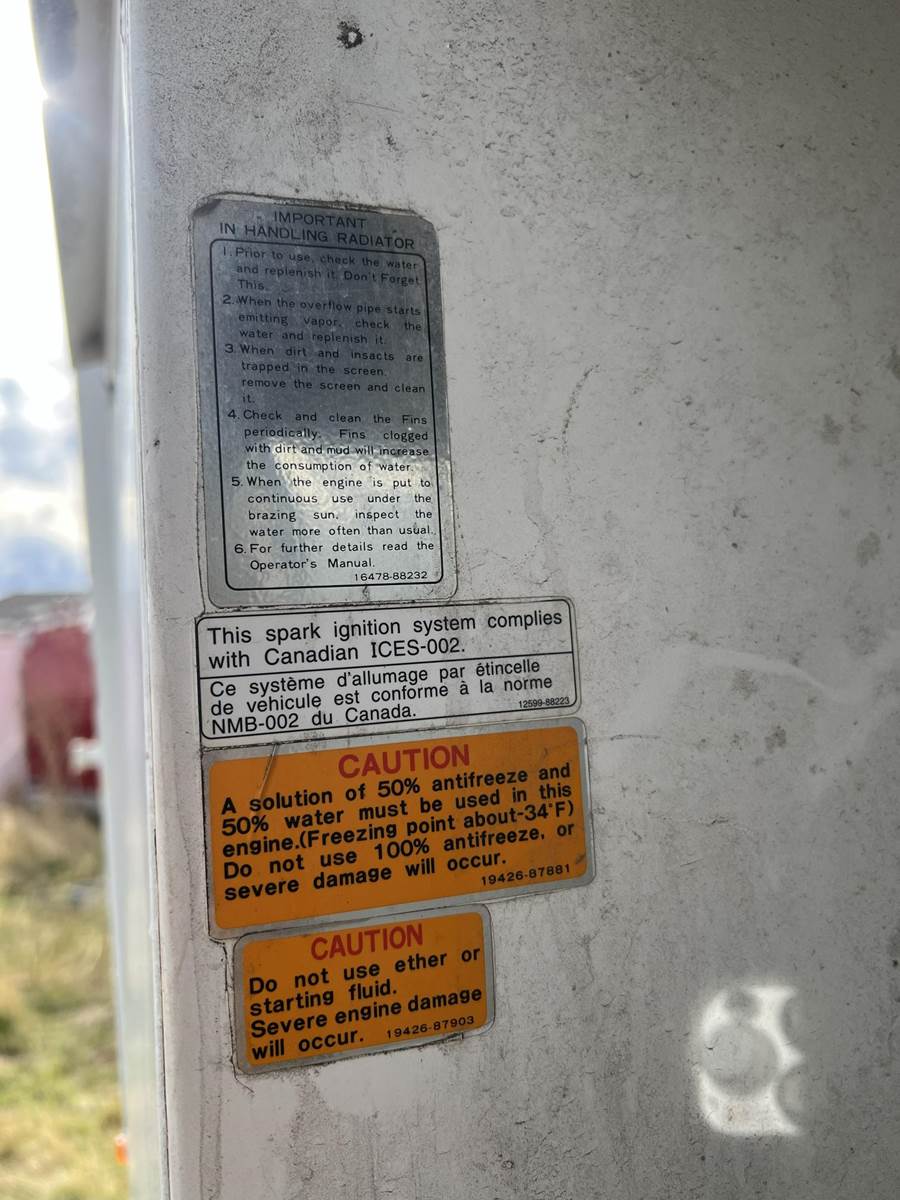 IMPORTANT
IN HANDLING RADIATOR
1. Prior to use, check the water
and replenish it. Don't Forget
This.
2. When the overflow pipe starts
emitting vapor, check the
water and replenish it.
3. When dirt and insacts are
trapped in the screen,
remove the screen and clean
it.
4. Check and clean the Fins
periodically. Fins clogged
with dirt and mud will increase
the consumption of water.
5. When the engine is put to
continuous use under the
brazing sun, inspect the
water more often than usual.
6. For further details read the
Operator's Manual.
16478-88232
This spark ignition system complies
with Canadian ICES-002.
Ce système d'allumage par étincelle
de véhicule est conforme à la norme
NMB-002 du Canada.
12599-88223
CAUTION
A solution of 50% antifreeze and
50% water must be used in this
engine.(Freezing point about-34°F)
Do not use 100% antifreeze, or
severe damage will occur.
19426-87881
CAUTION
Do not use ether or
starting fluid.
Severe engine damage
will occur. 19426-87903